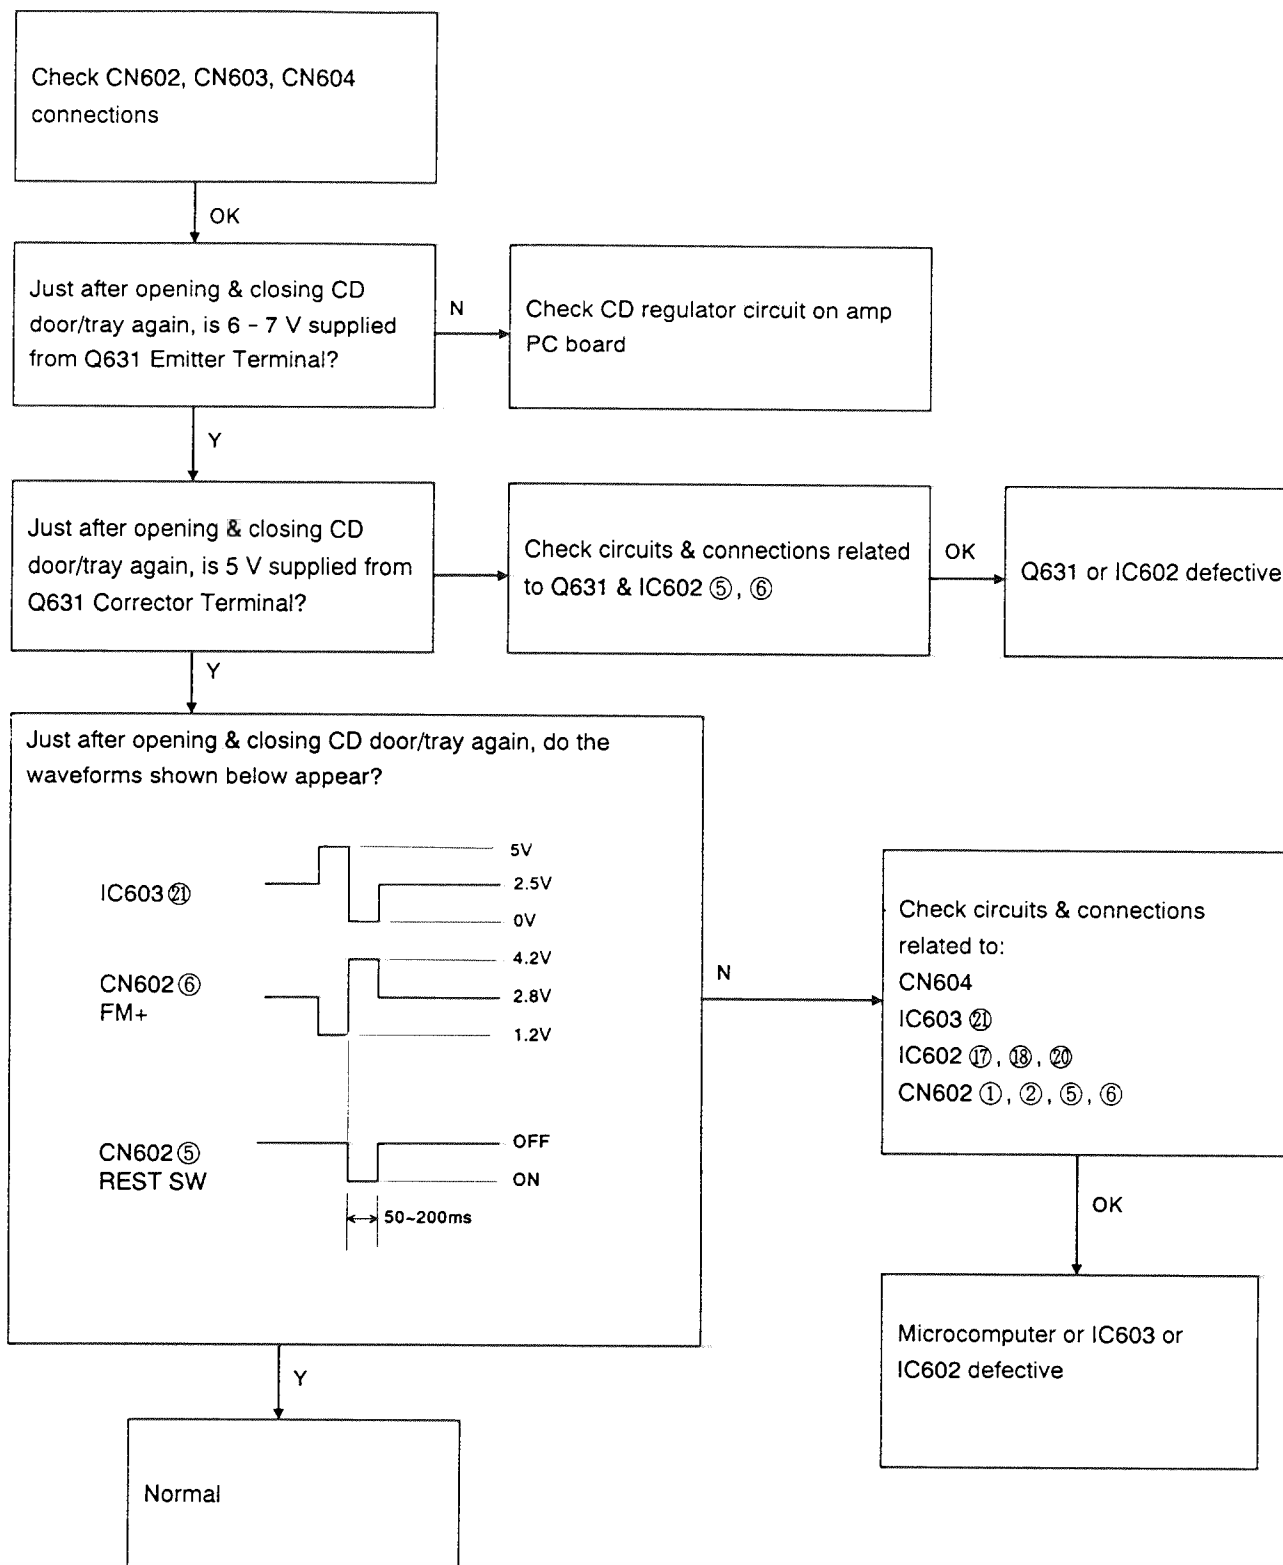 Check CN602, CN603, CN604
connections
OK
Just after opening & closing CD
door/tray again, is 6 – 7 V supplied
from Q631 Emitter Terminal?
N
Check CD regulator circuit on amp
PC board
Y
Just after opening & closing CD
door/tray again, is 5 V supplied from
Q631 Corrector Terminal?
Check circuits & connections related
to Q631 & IC602 ⑤, ⑥
OK
Q631 or IC602 defective
Y
Just after opening & closing CD door/tray again, do the
waveforms shown below appear?
IC603 ㉑
5V
2.5V
0V
CN602 ⑥
FM+
4.2V
2.8V
1.2V
CN602 ⑤
REST SW
OFF
ON
50~200ms
N
Check circuits & connections
related to:
CN604
IC603 ㉑
IC602 ⑰, ⑱, ⑳
CN602 ①, ②, ⑤, ⑥
OK
Microcomputer or IC603 or
IC602 defective
Y
Normal